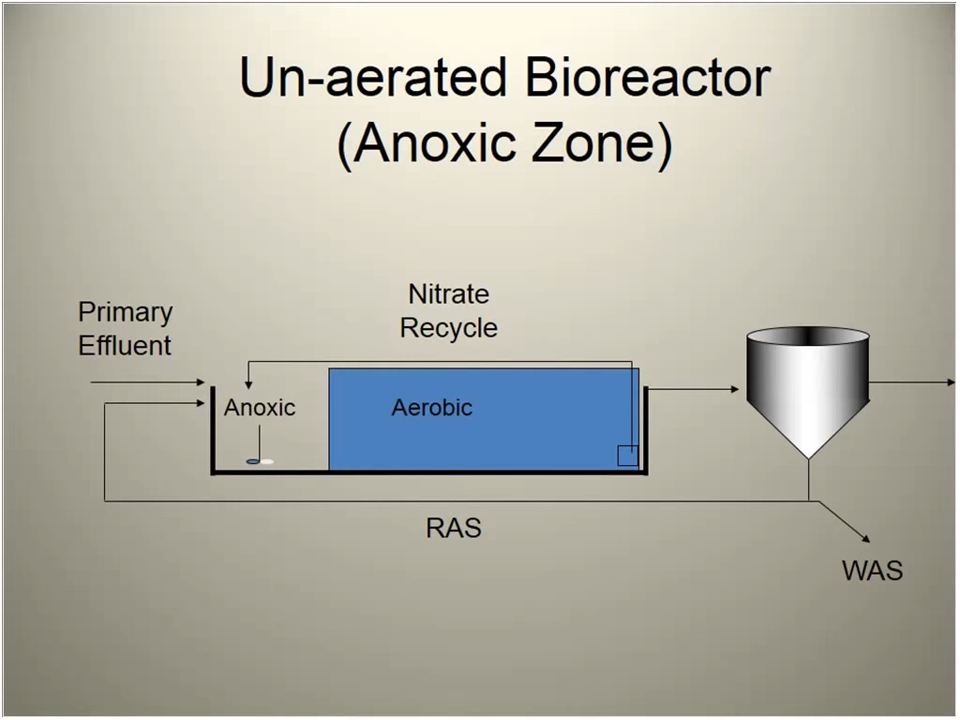 Un-aerated Bioreactor
(Anoxic Zone)
Nitrate
Recycle
Primary
Effluent
Anoxic
Aerobic
RAS
WAS